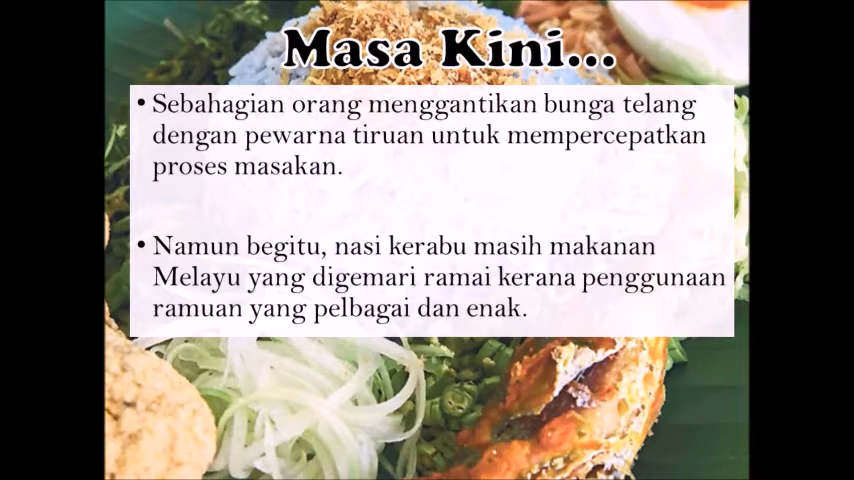 Masa Kini...
• Sebahagian orang menggantikan bunga telang
dengan pewarna tiruan untuk mempercepatkan
proses masakan.
• Namun begitu, nasi kerabu masih makanan
Melayu yang digemari ramai kerana penggunaan
ramuan yang pelbagai dan enak.